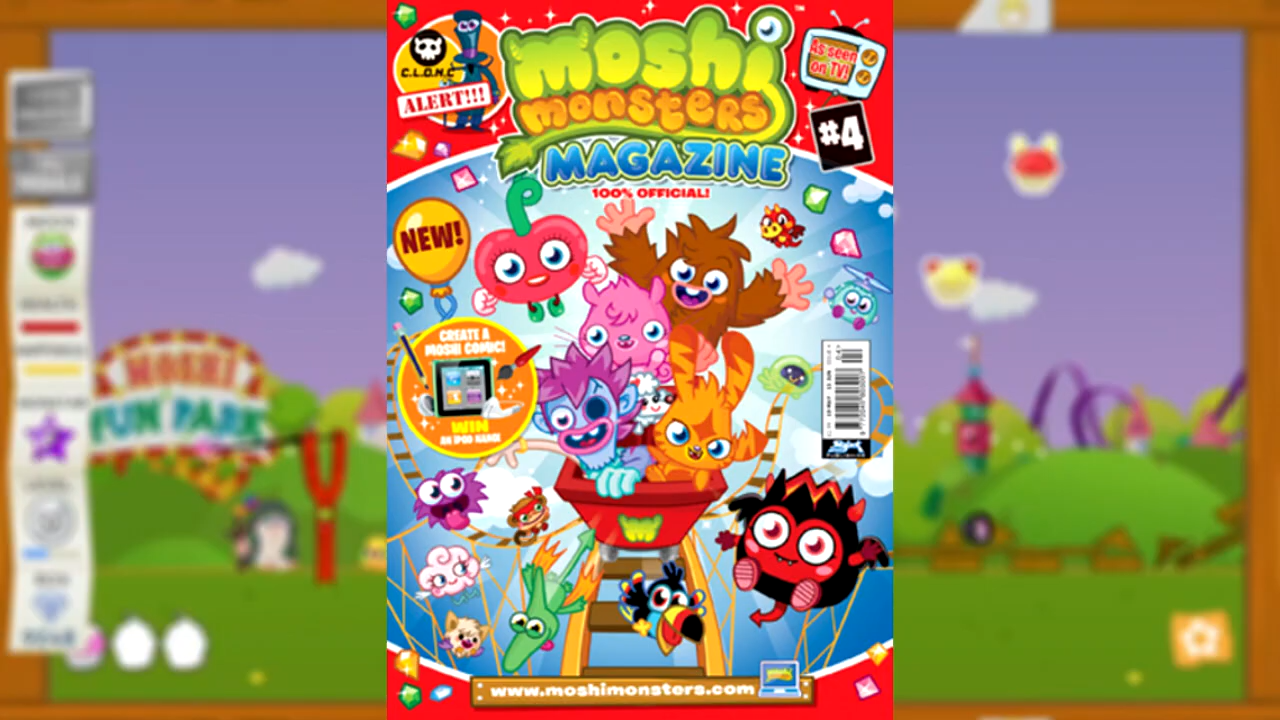 C.L.O.N.C
ALERT!!!
moshi
monsters
MAGAZINE
100% OFFICIAL!
As seen
on TV!
#4
NEW!
CREATE A
MOSHI COMIC!
WIN
AN IPOD NANO!
www.moshimonsters.com
MOSHI
FUN PARK